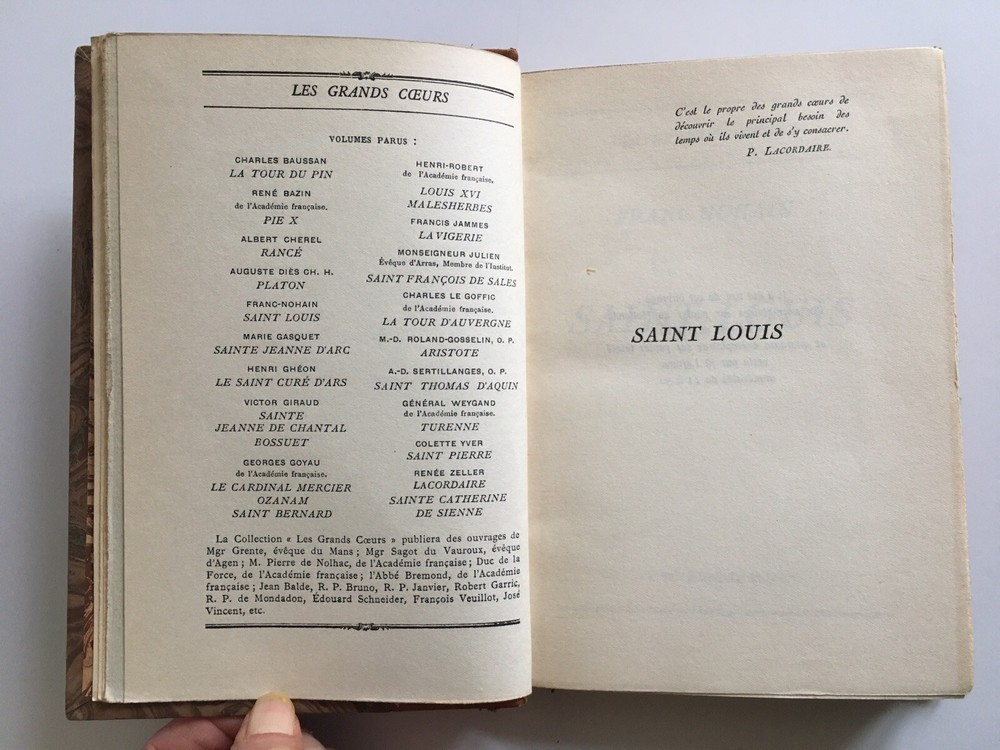 LES GRANDS CŒURS
VOLUMES PARUS :
CHARLES BAUSSAN
LA TOUR DU PIN
RENÉ BAZIN
de l'Académie française.
PIE X
ALBERT CHEREL
RANCÉ
AUGUSTE DIÈS CH. H.
PLATON
FRANC-NOHAIN
SAINT LOUIS
MARIE GASQUET
SAINTE JEANNE D'ARC
HENRI GHÉON
LE SAINT CURÉ D'ARS
VICTOR GIRAUD
SAINTE
JEANNE DE CHANTAL
BOSSUET
GEORGES GOYAU
de l'Académie française.
LE CARDINAL MERCIER
OZANAM
SAINT BERNARD
HENRI-ROBERT
de l'Académie française.
LOUIS XVI
MALESHERBES
FRANCIS JAMMES
LAVIGERIE
MONSEIGNEUR JULIEN
Évêque d'Arras, Membre de l'Institut.
SAINT FRANÇOIS DE SALES
CHARLES LE GOFFIC
de l'Académie française.
LA TOUR D'AUVERGNE
M.-D. ROLAND-GOSSELIN, O. P.
ARISTOTE
A.-D. SERTILLANGES, O. P.
SAINT THOMAS D'AQUIN
GÉNÉRAL WEYGAND
de l'Académie française.
TURENNE
COLETTE YVER
SAINT PIERRE
RENÉE ZELLER
LACORDAIRE
SAINTE CATHERINE
DE SIENNE
La Collection « Les Grands Cœurs » publiera des ouvrages de
Mgr Grente, évêque du Mans ; Mgr Sagot du Vauroux, évêque
d'Agen ; M. Pierre de Nolhac, de l'Académie française ; Duc de la
Force, de l'Académie française ; l'Abbé Bremond, de l'Académie
française ; Jean Balde, R. P. Bruno, R. P. Janvier, Robert Garric,
R. P. de Mondadon, Édouard Schneider, François Veuillot, José
Vincent, etc.
C'est le propre des grands cœurs de
découvrir le principal besoin des
temps où ils vivent et de s'y consacrer.
P. LACORDAIRE.
SAINT LOUIS